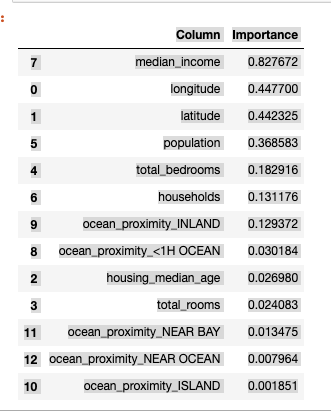 Column Importance
7 median_income 0.827672
0 longitude 0.447700
1 latitude 0.442325
5 population 0.368583
4 total_bedrooms 0.182916
6 households 0.131176
9 ocean_proximity_INLAND 0.129372
8 ocean_proximity_<1H OCEAN 0.030184
2 housing_median_age 0.026980
3 total_rooms 0.024083
11 ocean_proximity_NEAR BAY 0.013475
12 ocean_proximity_NEAR OCEAN 0.007964
10 ocean_proximity_ISLAND 0.001851